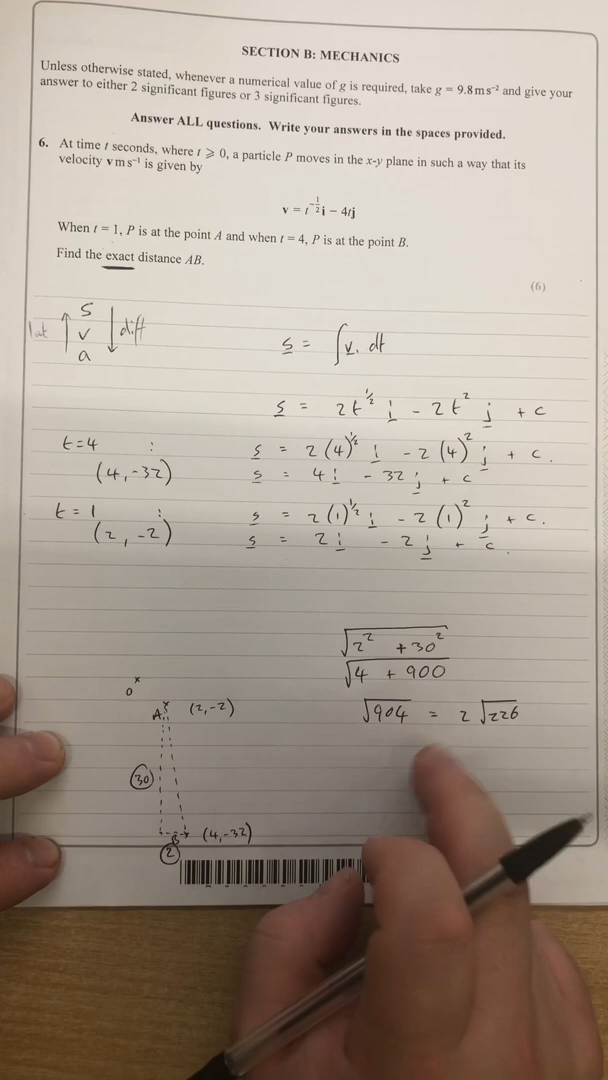 SECTION B: MECHANICS
Unless otherwise stated, whenever a numerical value of g is required, take g = 9.8 m s⁻² and give your
answer to either 2 significant figures or 3 significant figures.
Answer ALL questions. Write your answers in the spaces provided.
6. At time t seconds, where t ⩾ 0, a particle P moves in the x-y plane in such a way that its
velocity v m s⁻¹ is given by
v = t^(-1/2) i − 4t j
When t = 1, P is at the point A and when t = 4, P is at the point B.
Find the exact distance AB.
(6)
Int ↑ s v a ↓ diff
s = ∫ v. dt
s = 2t^(1/2) i - 2t² j + c
t=4 : s = 2(4)^(1/2) i - 2(4)² j + c.
(4, -32) s = 4i - 32j + c
t = 1 : s = 2(1)^(1/2) i - 2(1)² j + c.
(2, -2) s = 2i - 2j + c.
√(2² + 30²)
√(4 + 900)
√904 = 2√226
0 x
A x (2, -2)
30
B x (4, -32)
2